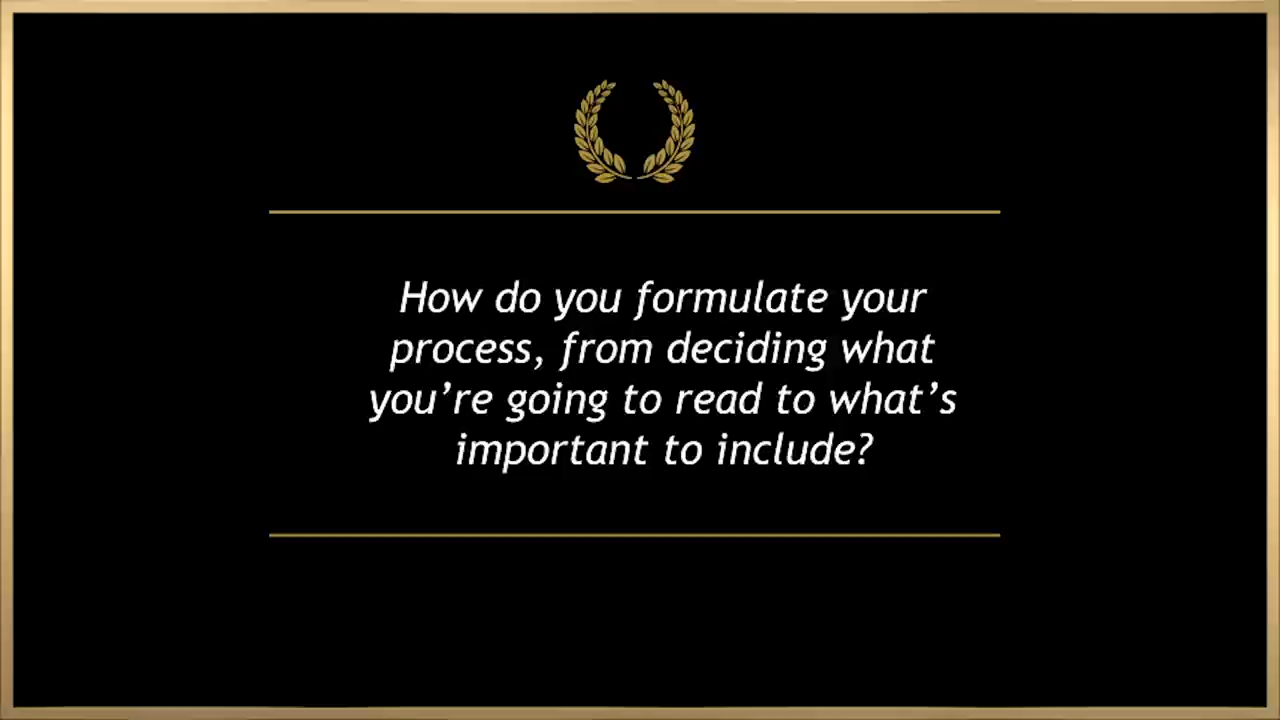 How do you formulate your
process, from deciding what
you’re going to read to what’s
important to include?